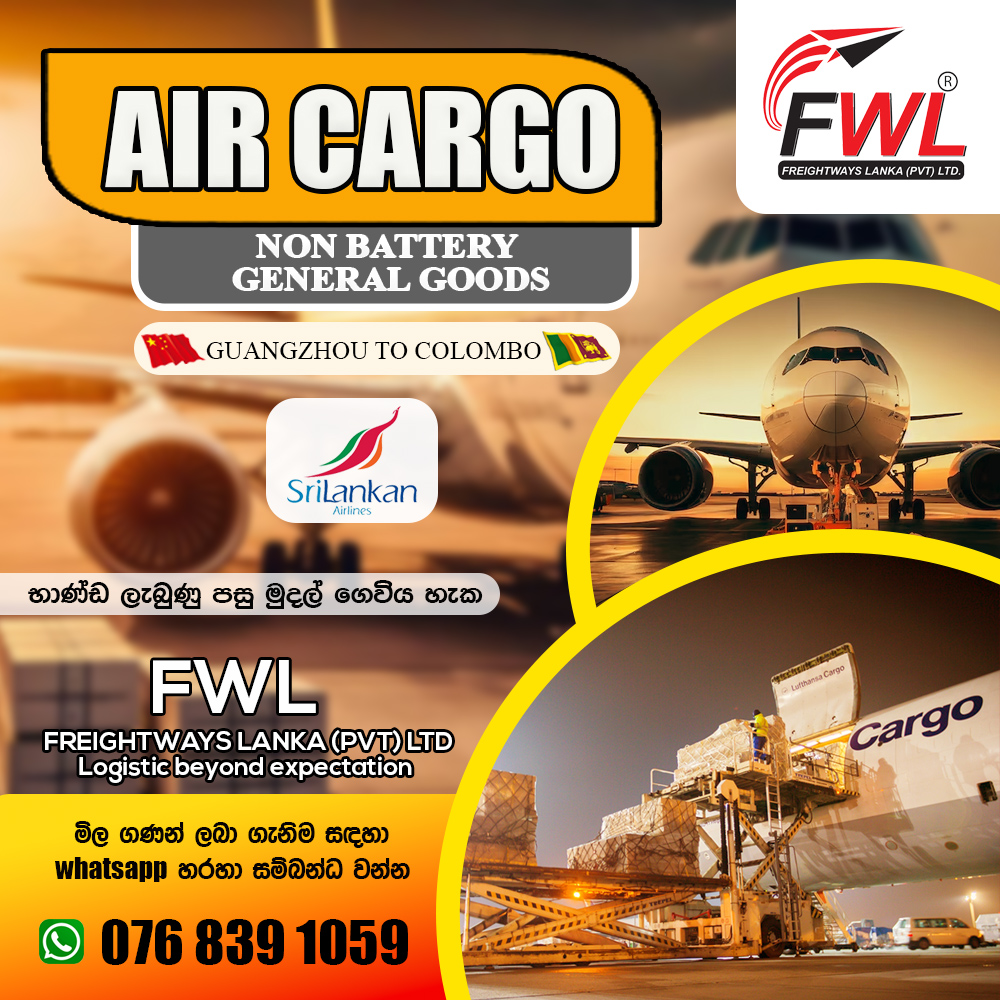 AIR CARGO
FWL®
FREIGHTWAYS LANKA (PVT) LTD.
NON BATTERY
GENERAL GOODS
GUANGZHOU TO COLOMBO
SriLankan
Airlines
භාණ්ඩ ලැබුණු පසු මුදල් ගෙවිය හැක
FWL
FREIGHTWAYS LANKA (PVT) LTD
Logistic beyond expectation
Lufthansa Cargo
Cargo
මිල ගණන් ලබා ගැනිම සඳහා
whatsapp හරහා සම්බන්ධ වන්න
076 839 1059